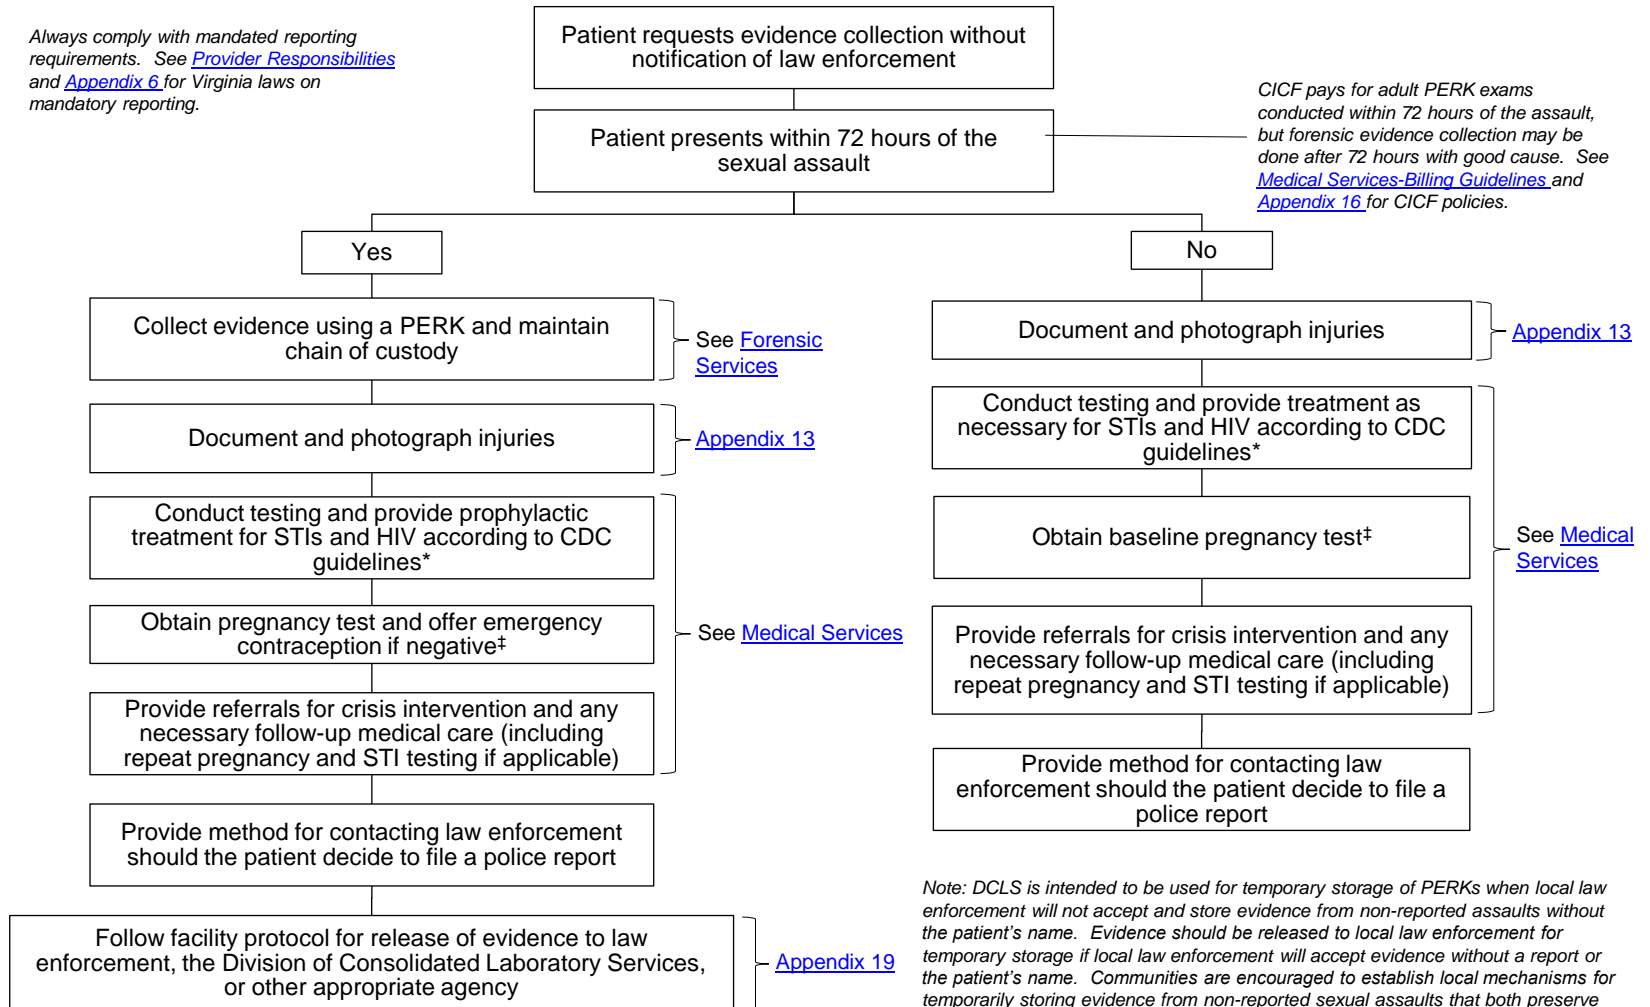 Always comply with mandated reporting
requirements.  See Provider Responsibilities
and Appendix 6 for Virginia laws on
mandatory reporting.
Patient requests evidence collection without
notification of law enforcement
Patient presents within 72 hours of the
sexual assault
CICF pays for adult PERK exams
conducted within 72 hours of the assault,
but forensic evidence collection may be
done after 72 hours with good cause.  See
Medical Services-Billing Guidelines and
Appendix 16 for CICF policies.
Yes
Collect evidence using a PERK and maintain
chain of custody
See Forensic
Services
Document and photograph injuries
Appendix 13
Conduct testing and provide prophylactic
treatment for STIs and HIV according to CDC
guidelines*
Obtain pregnancy test and offer emergency
contraception if negative‡
See Medical Services
Provide referrals for crisis intervention and any
necessary follow-up medical care (including
repeat pregnancy and STI testing if applicable)
Provide method for contacting law enforcement
should the patient decide to file a police report
Follow facility protocol for release of evidence to law
enforcement, the Division of Consolidated Laboratory Services,
or other appropriate agency
Appendix 19
No
Document and photograph injuries
Appendix 13
Conduct testing and provide treatment as
necessary for STIs and HIV according to CDC
guidelines*
Obtain baseline pregnancy test‡
See Medical
Services
Provide referrals for crisis intervention and any
necessary follow-up medical care (including
repeat pregnancy and STI testing if applicable)
Provide method for contacting law
enforcement should the patient decide to file a
police report
Note: DCLS is intended to be used for temporary storage of PERKs when local law
enforcement will not accept and store evidence from non-reported assaults without
the patient's name.  Evidence should be released to local law enforcement for
temporary storage if local law enforcement will accept evidence without a report or
the patient's name.  Communities are encouraged to establish local mechanisms for
temporarily storing evidence from non-reported sexual assaults that both preserve